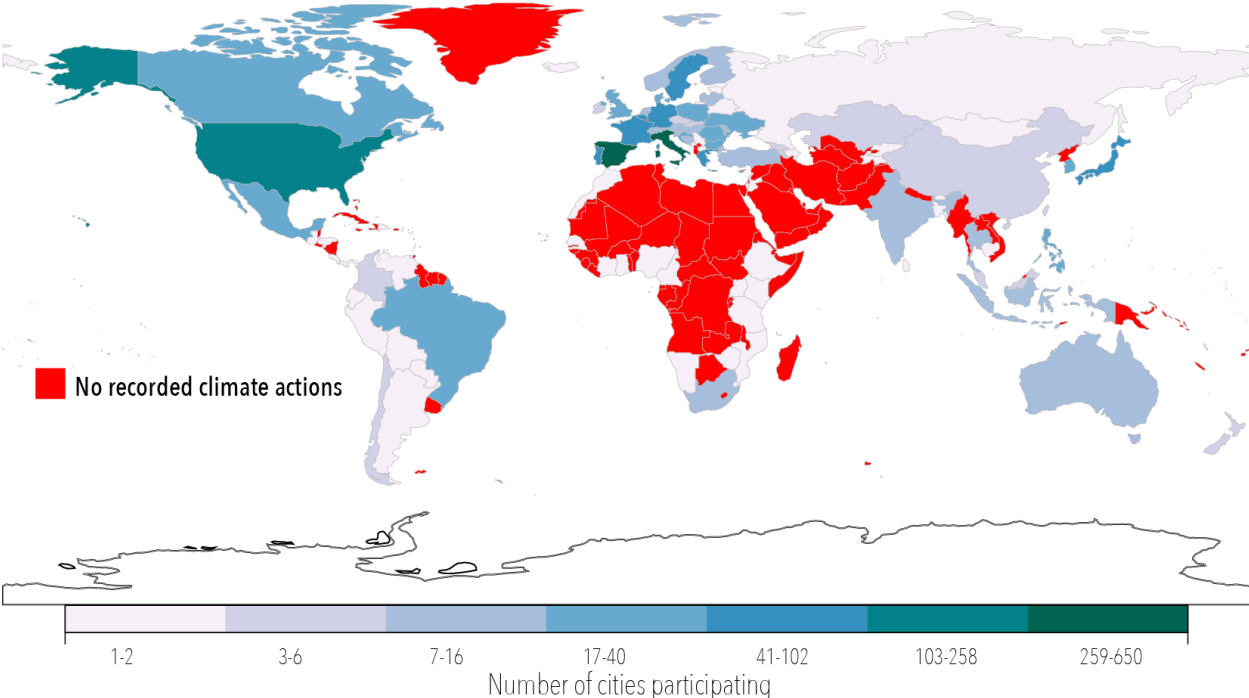 No recorded climate actions
1-2 3-6 7-16 17-40 41-102 103-258 259-650
Number of cities participating